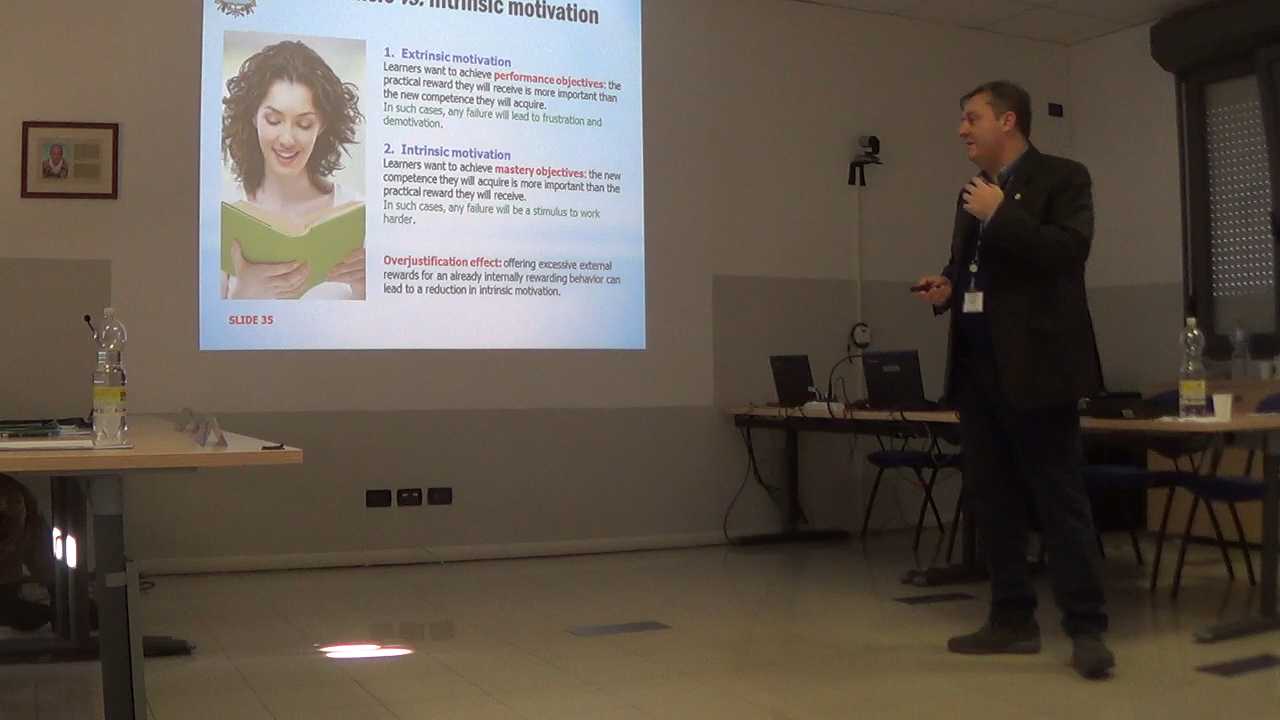 vs. Intrinsic motivation
1. Extrinsic motivation
Learners want to achieve performance objectives: the
practical reward they will receive is more important than
the new competence they will acquire.
In such cases, any failure will lead to frustration and
demotivation.
2. Intrinsic motivation
Learners want to achieve mastery objectives: the new
competence they will acquire is more important than the
practical reward they will receive.
In such cases, any failure will be a stimulus to work
harder.
Overjustification effect: offering excessive external
rewards for an already internally rewarding behavior can
lead to a reduction in intrinsic motivation.
SLIDE 35